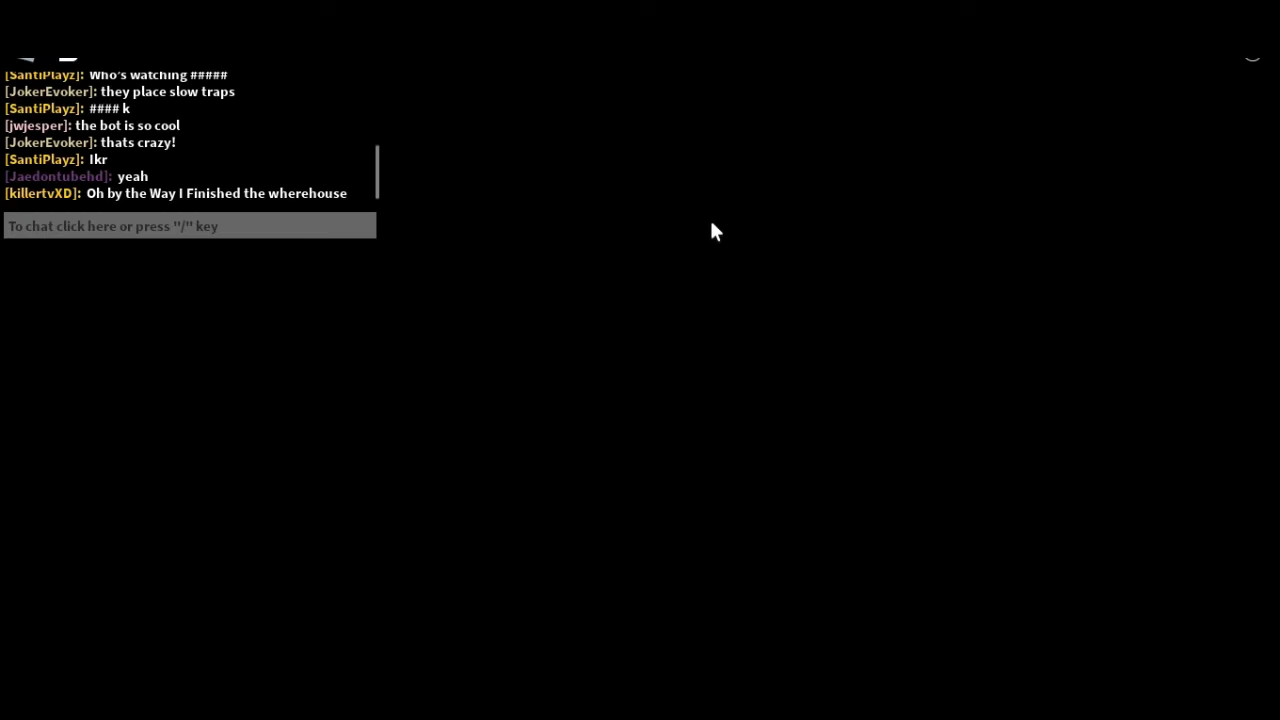 [SantiPlayz]: Who's watching #####
[JokerEvoker]: they place slow traps
[SantiPlayz]: #### k
[jwjesper]: the bot is so cool
[JokerEvoker]: thats crazy!
[SantiPlayz]: Ikr
[Jaedontubehd]: yeah
[killertvXD]: Oh by the Way I Finished the wherehouse
To chat click here or press "/" key